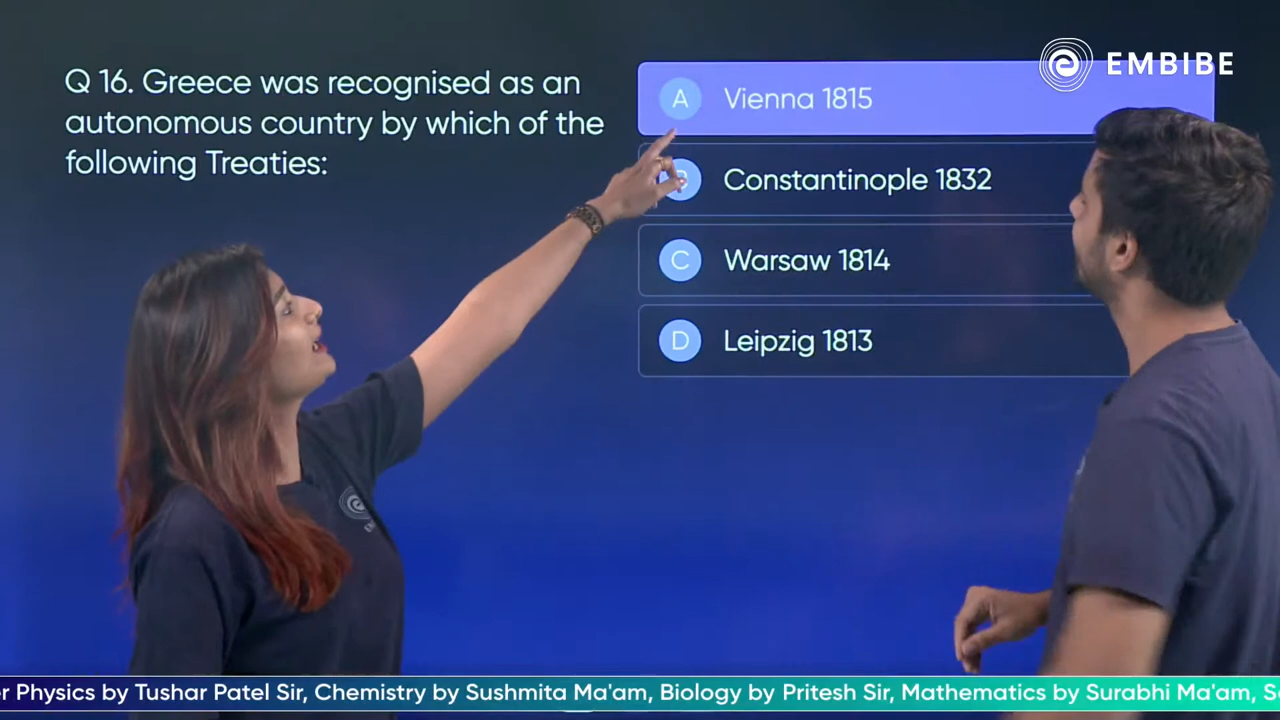 EMBIBE
Q 16. Greece was recognised as an
autonomous country by which of the
following Treaties:
A Vienna 1815
Constantinople 1832
C Warsaw 1814
D Leipzig 1813
r Physics by Tushar Patel Sir, Chemistry by Sushmita Ma'am, Biology by Pritesh Sir, Mathematics by Surabhi Ma'am, S